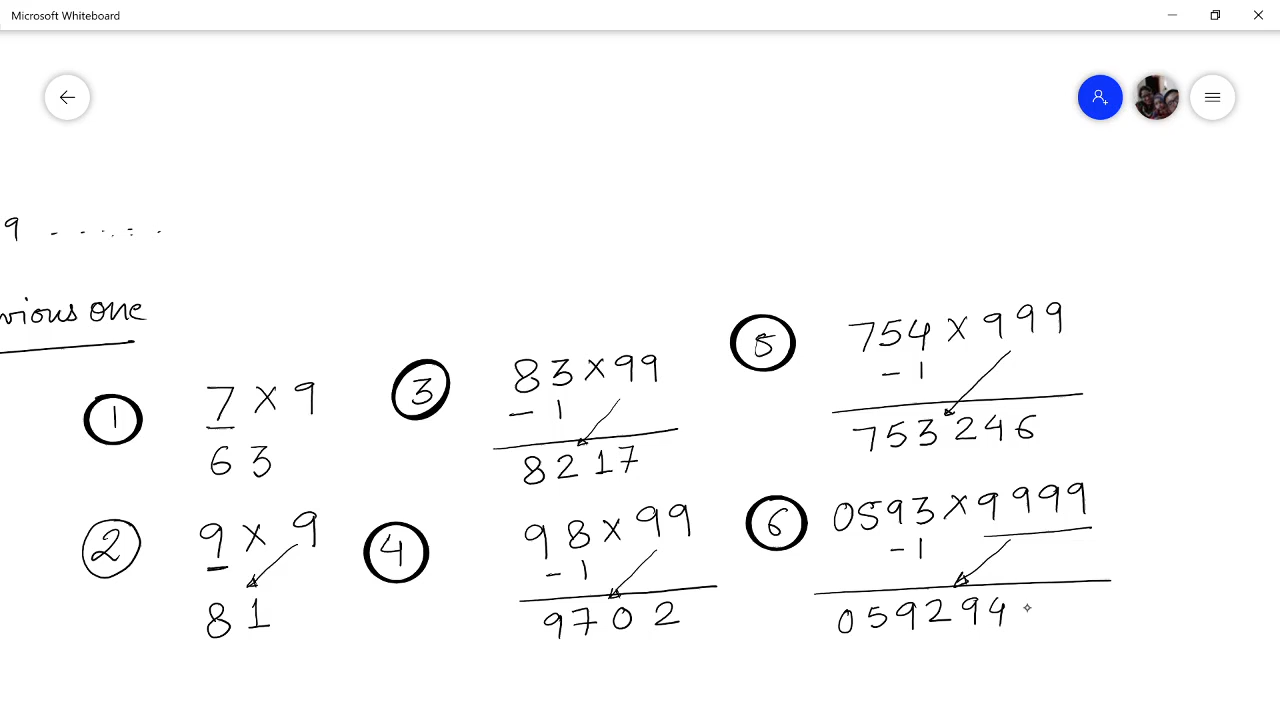 Microsoft Whiteboard
9 ......
vious one
1 7 × 9
63
2 9 × 9
81
3 83 × 99
- 1
8217
4 98 × 99
- 1
9702
5 754 × 999
- 1
753246
6 0593 × 9999
- 1
059294